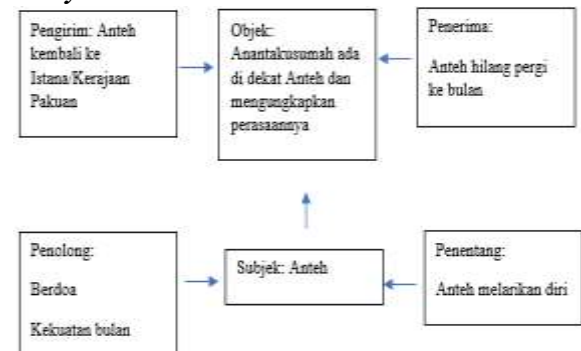 Pengirim: Anteh
kembali ke
Istana/Kerajaan
Pakuan
Objek:
Anantakusumah ada
di dekat Anteh dan
mengungkapkan
perasaannya
Penerima:
Anteh hilang pergi
ke bulan
Penolong:
Berdoa
Kekuatan bulan
Subjek: Anteh
Penentang:
Anteh melarikan diri